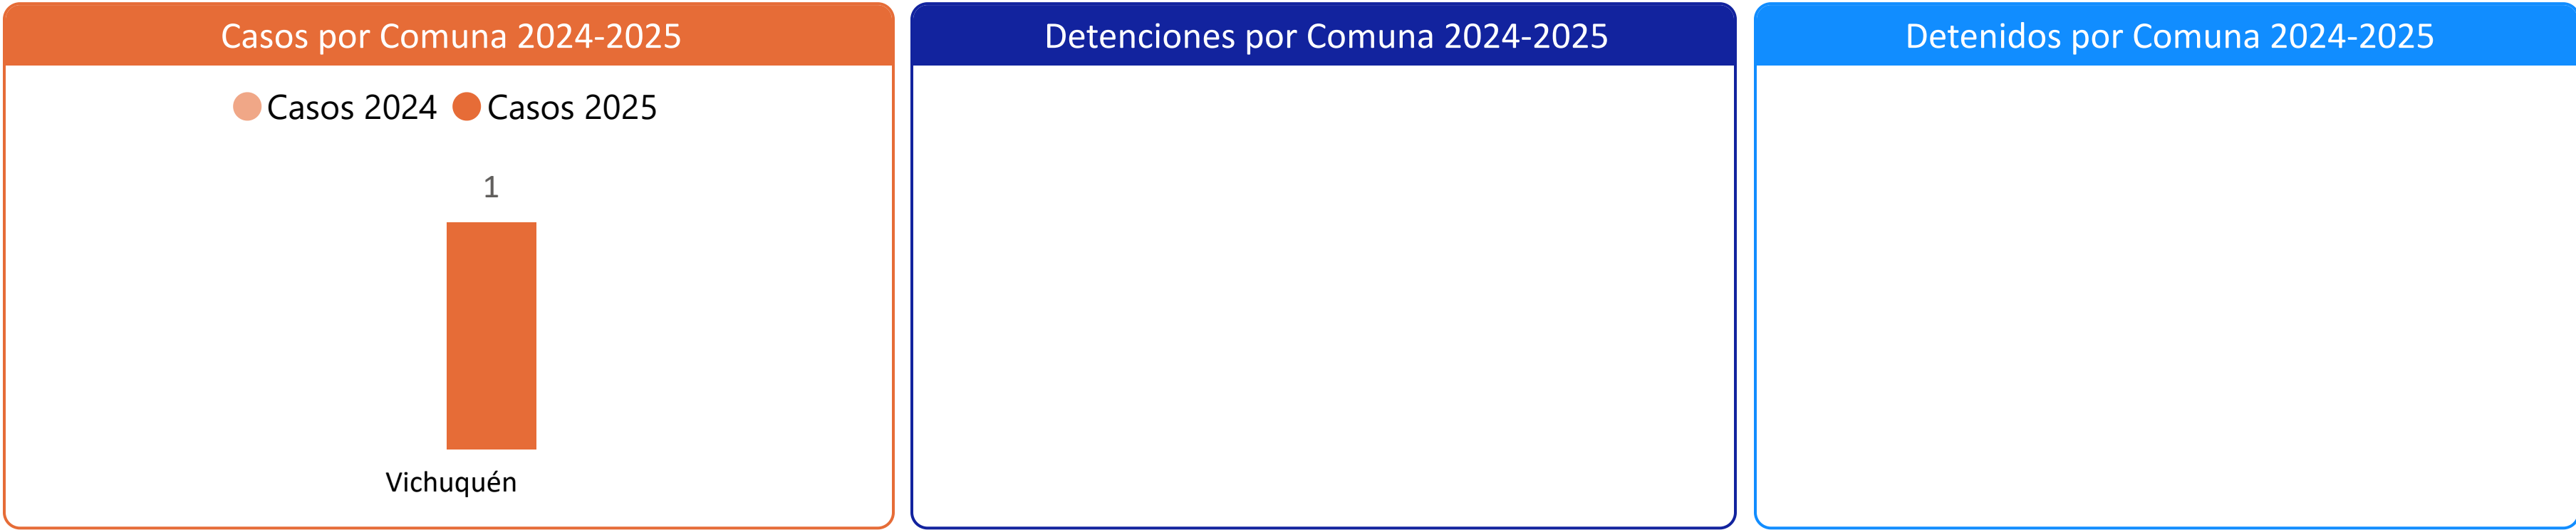 Casos por Comuna 2024-2025
Casos 2024 Casos 2025
1
Vichuquén
Detenciones por Comuna 2024-2025
Detenidos por Comuna 2024-2025